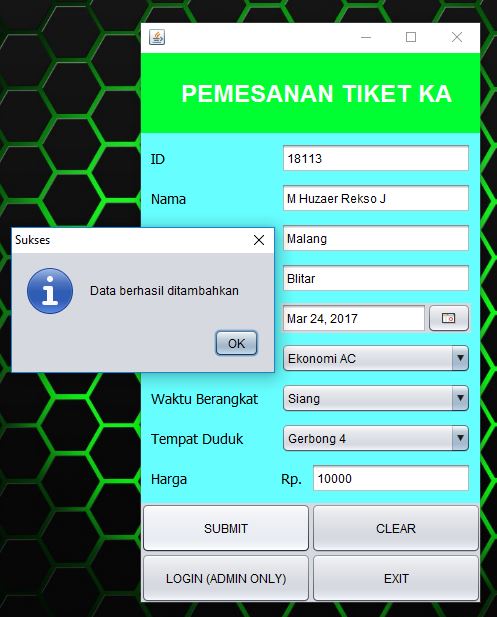 PEMESANAN TIKET KA
ID 18113
Nama M Huzaer Rekso J
Malang
Blitar
Mar 24, 2017
Ekonomi AC
Waktu Berangkat Siang
Tempat Duduk Gerbong 4
Harga Rp. 10000
SUBMIT CLEAR
LOGIN (ADMIN ONLY) EXIT
Sukses
Data berhasil ditambahkan
OK